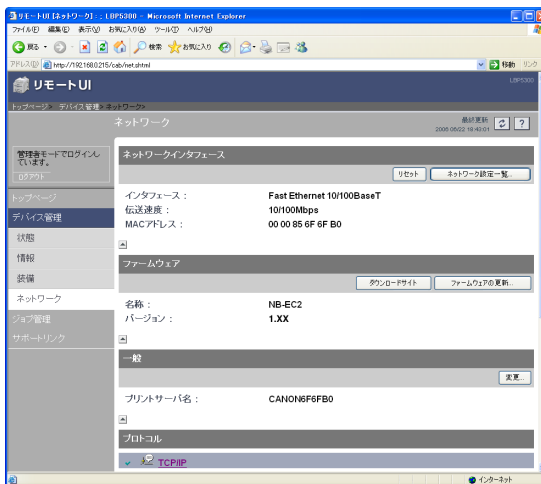 リモートUI [ネットワーク] : : LBP5300 - Microsoft Internet Explorer
ファイル(F) 編集(E) 表示(V) お気に入り(A) ツール(T) ヘルプ(H)
戻る 検索 お気に入り
アドレス(D) http://192.168.0.215/cab/net.shtml 移動 リンク
リモートUI LBP5300
トップページ> デバイス管理> ネットワーク>
ネットワーク 最終更新
2006 06/22 18:40:01 ?
管理者モードでログインし
ています。
ログアウト
トップページ
デバイス管理
状態
情報
装備
ネットワーク
ジョブ管理
サポートリンク
ネットワークインタフェース
リセット ネットワーク設定一覧...
インタフェース : Fast Ethernet 10/100BaseT
伝送速度 : 10/100Mbps
MACアドレス : 00 00 85 6F 6F B0
ファームウェア
ダウンロードサイト ファームウェアの更新...
名称 : NB-EC2
バージョン : 1.XX
一般
変更...
プリントサーバ名 : CANON6F6FB0
プロトコル
TCP/IP
インターネット